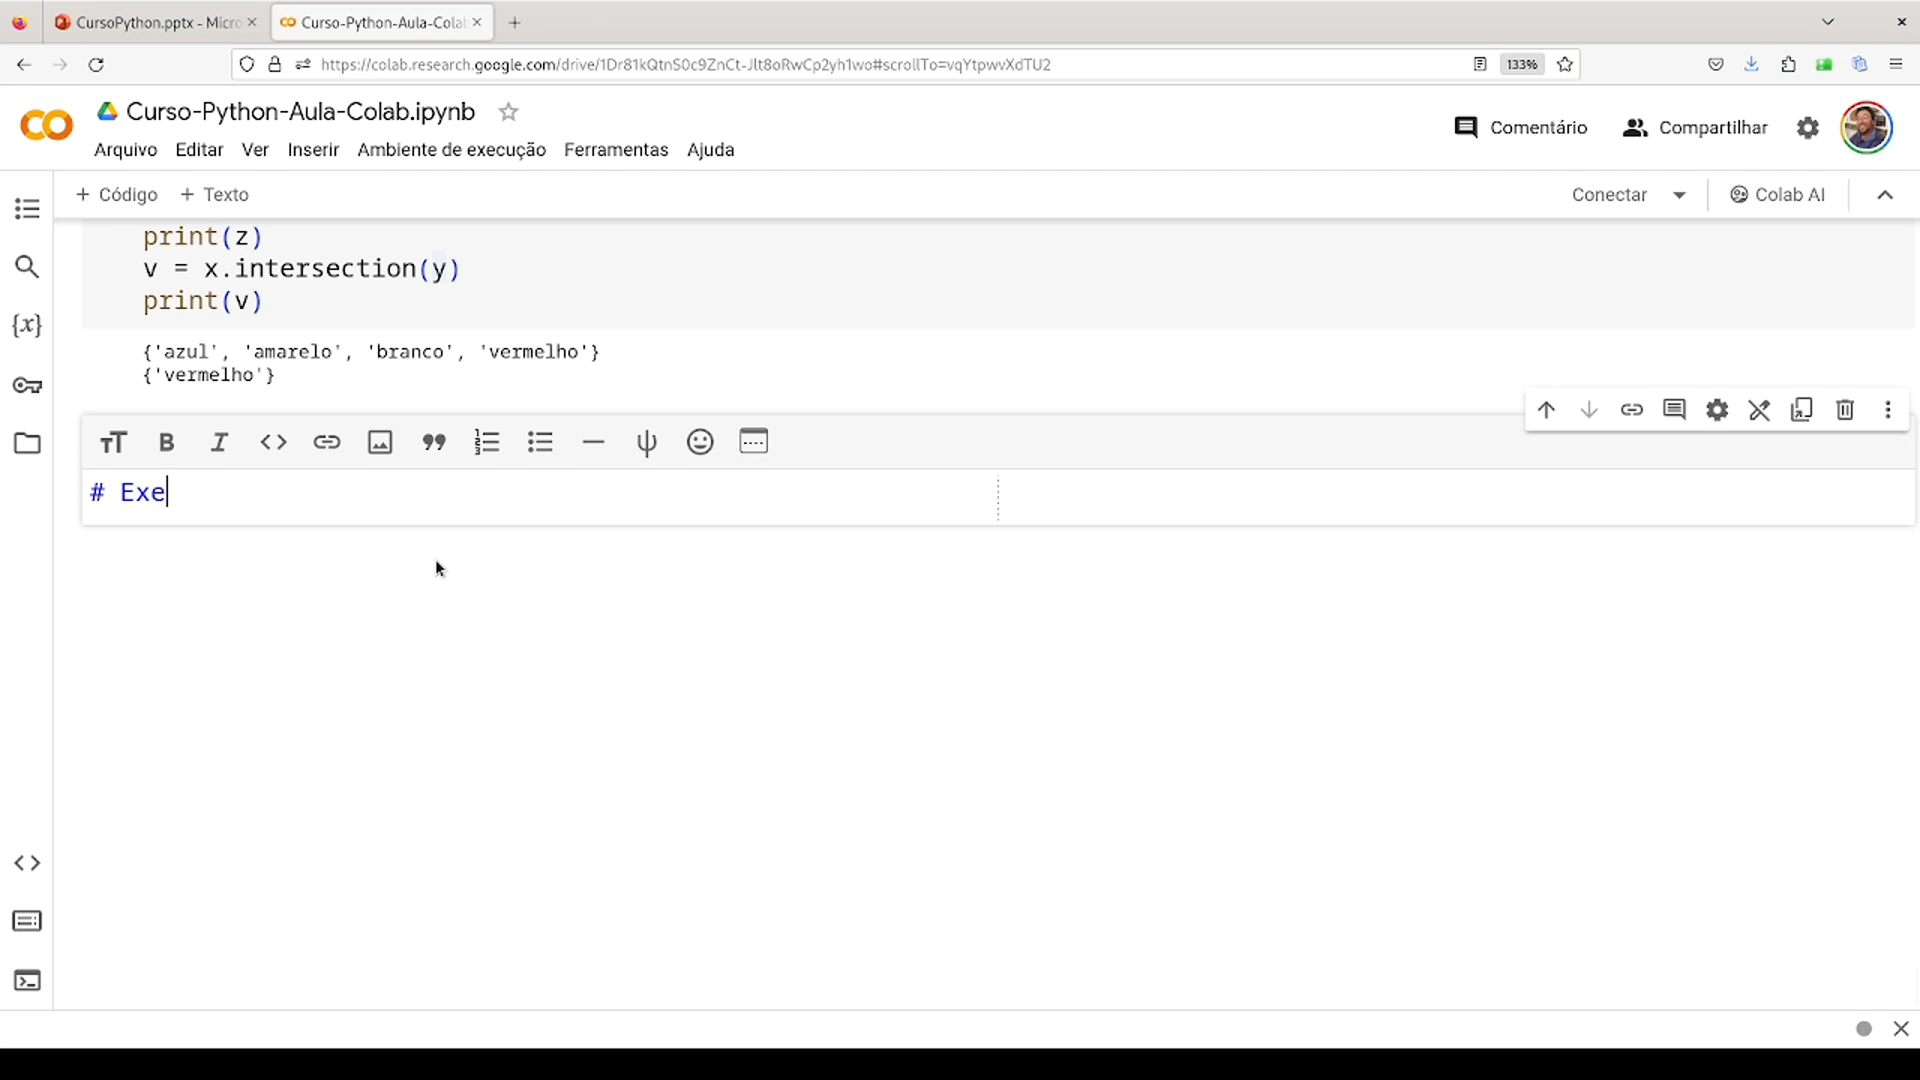 CursoPython.pptx - Micro
Curso-Python-Aula-Cola
https://colab.research.google.com/drive/1Dr81kQtnS0c9ZnCt-Jlt8oRwCp2yh1wo#scrollTo=vqYtpwvXdTU2
133%
Curso-Python-Aula-Colab.ipynb
Comentário
Compartilhar
Arquivo Editar Ver Inserir Ambiente de execução Ferramentas Ajuda
+ Código + Texto
Conectar
Colab AI
print(z)
v = x.intersection(y)
print(v)
{'azul', 'amarelo', 'branco', 'vermelho'}
{'vermelho'}
# Exe